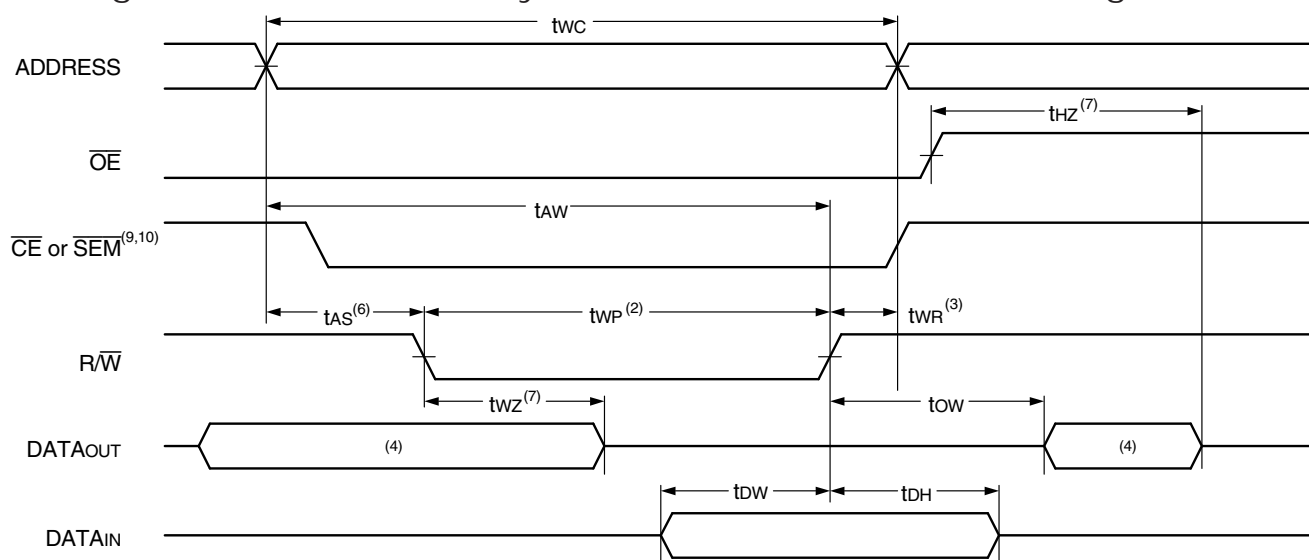 tWC
ADDRESS
tHZ(7)
OE
tAW
CE or SEM(9,10)
tAS(6) tWP(2) tWR(3)
R/W
tWZ(7) tOW
DATAOUT (4) (4)
tDW tDH
DATAIN